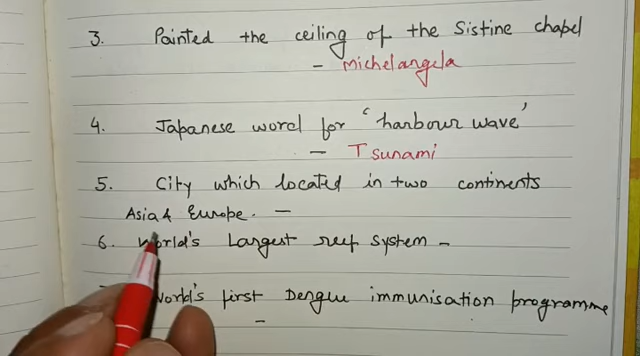 3. Painted the ceiling of the Sistine chapel
- Michelangela
4. Japanese word for 'harbour wave'
- Tsunami
5. City which located in two continents
Asia & Europe. -
6. World's Largest reef system -
World's first Dengue immunisation programme
-